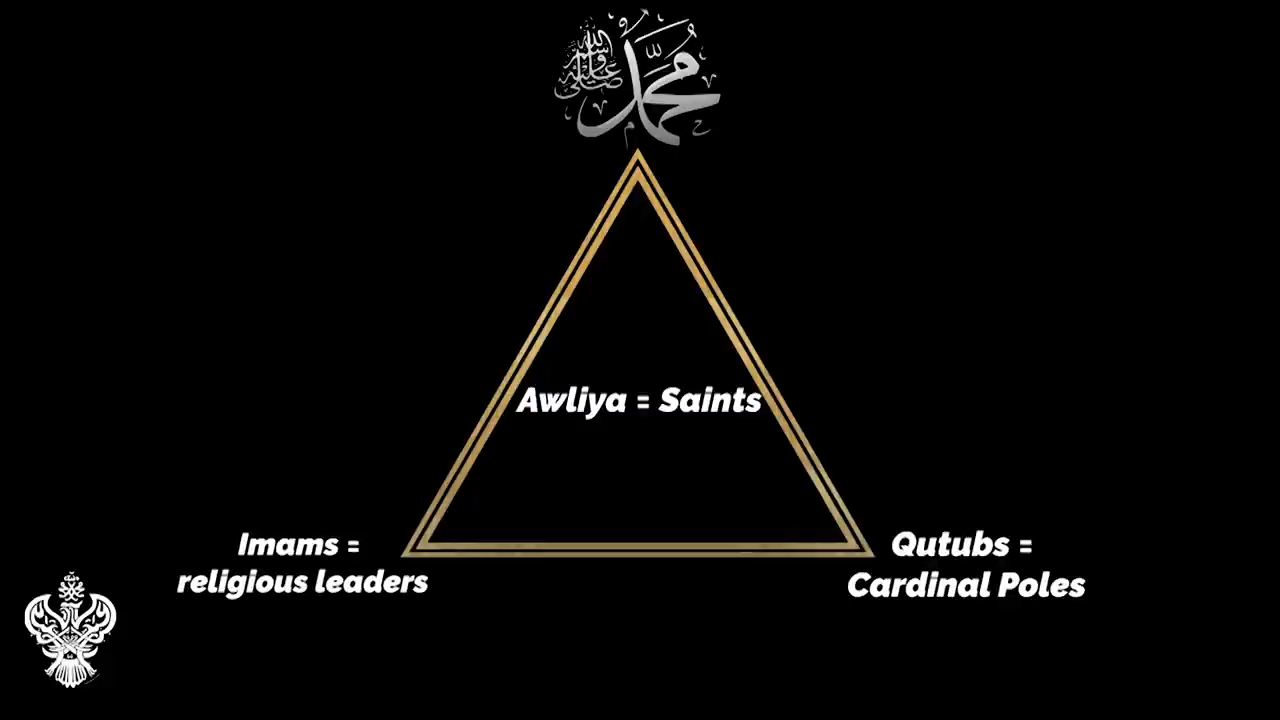 محمد
صلى الله عليه وسلم
Awliya = Saints
Imams =
religious leaders
Qutubs =
Cardinal Poles